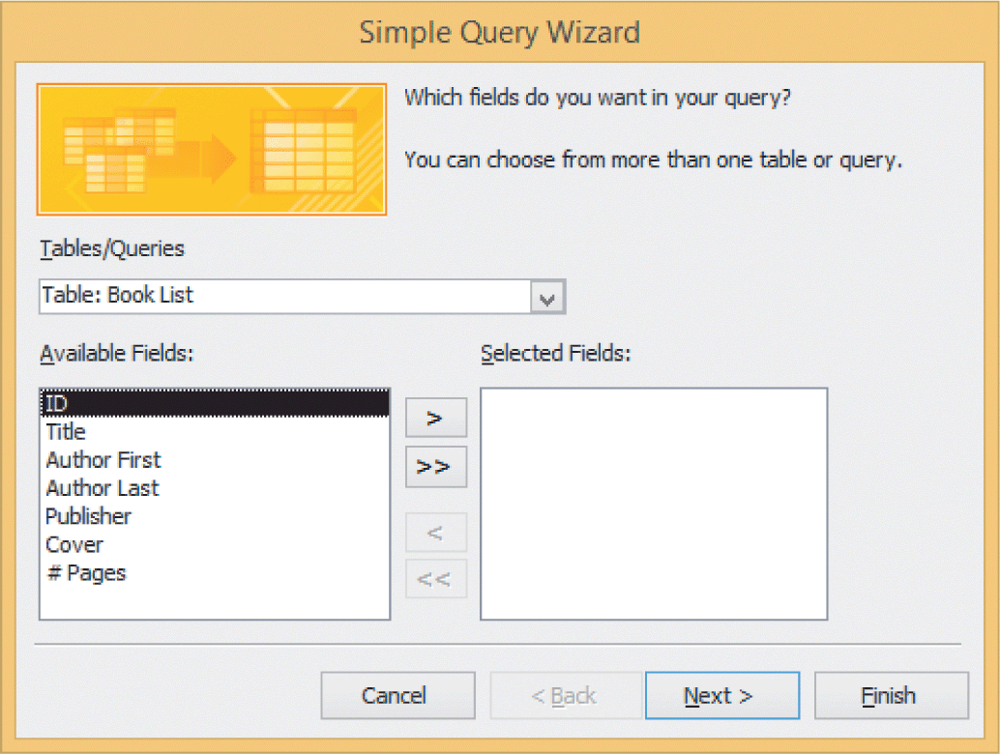 Simple Query Wizard
Which fields do you want in your query?
You can choose from more than one table or query.
Tables/Queries
Table: Book List
Available Fields:
Selected Fields:
ID
Title
Author First
Author Last
Publisher
Cover
# Pages
>
>>
<
<<
Cancel
< Back
Next >
Finish